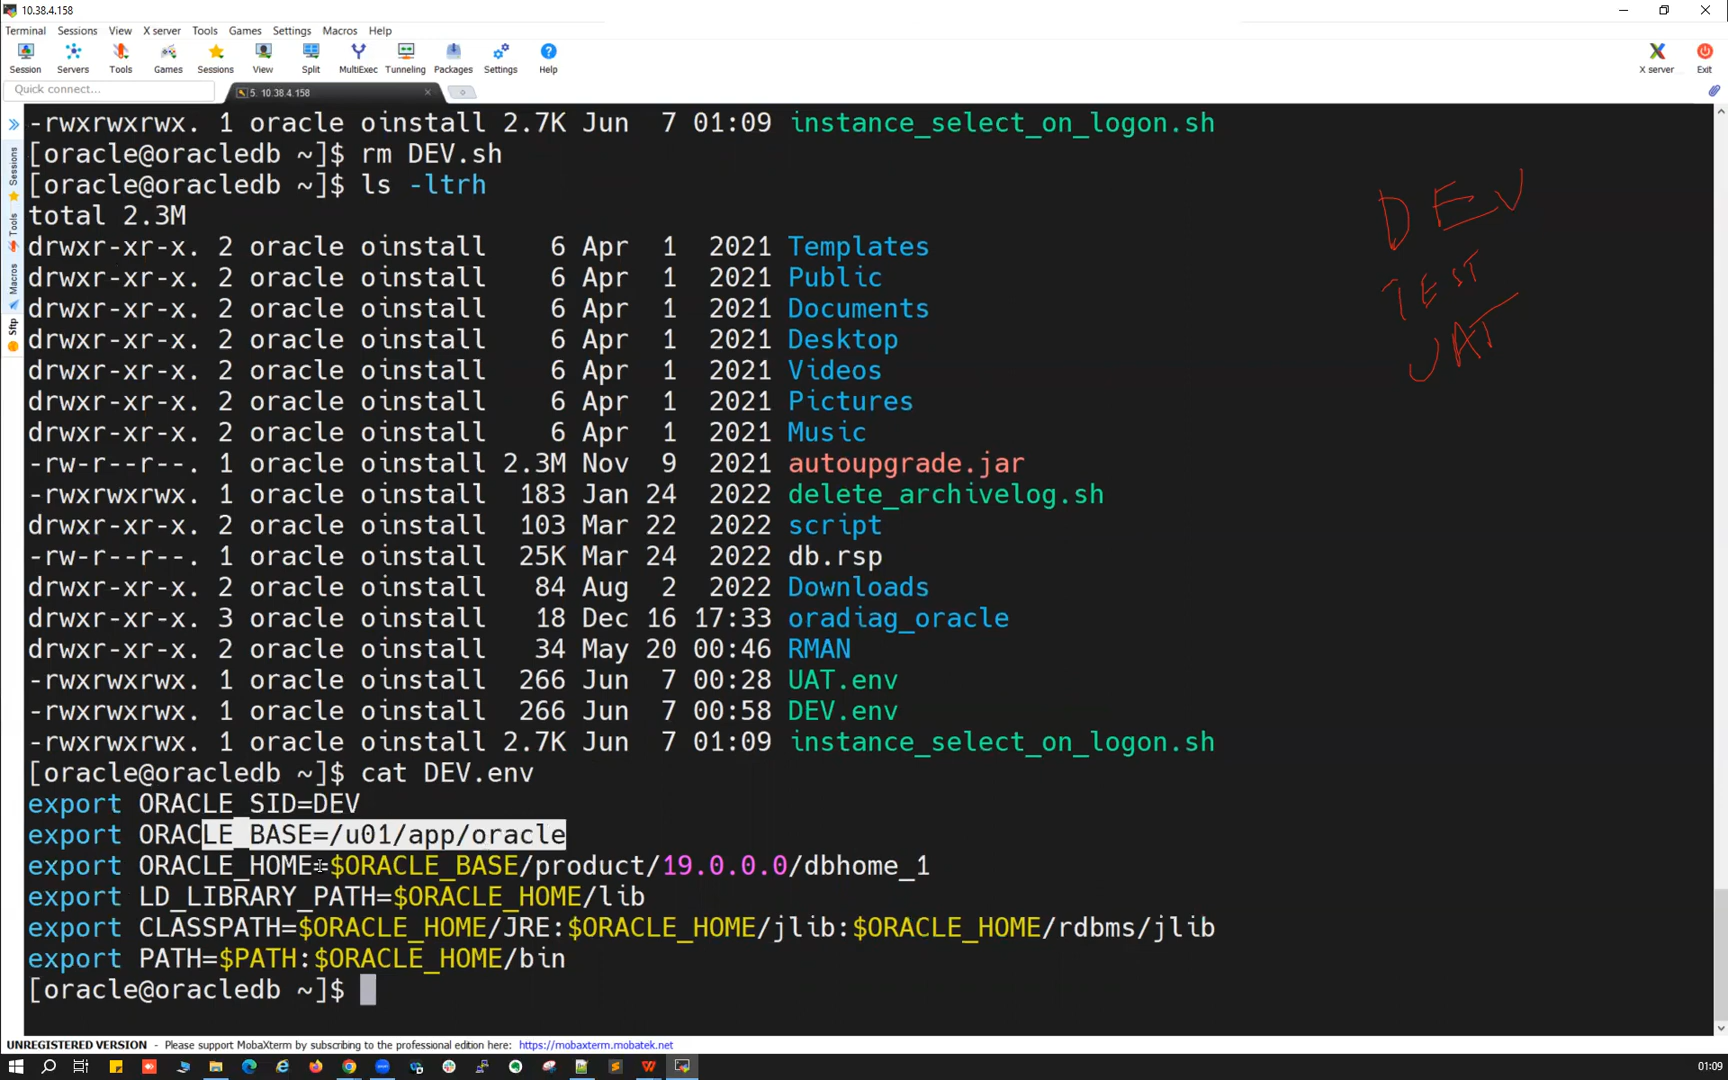 10.38.4.158
Terminal Sessions View X server Tools Games Settings Macros Help
Session Servers Tools Games Sessions View Split MultiExec Tunneling Packages Settings Help X server Exit
Quick connect...
5. 10.38.4.158
Sessions
Tools
Macros
Sftp
-rwxrwxrwx. 1 oracle oinstall 2.7K Jun 7 01:09 instance_select_on_logon.sh
[oracle@oracledb ~]$ rm DEV.sh
[oracle@oracledb ~]$ ls -ltrh
total 2.3M
drwxr-xr-x. 2 oracle oinstall 6 Apr 1 2021 Templates
drwxr-xr-x. 2 oracle oinstall 6 Apr 1 2021 Public
drwxr-xr-x. 2 oracle oinstall 6 Apr 1 2021 Documents
drwxr-xr-x. 2 oracle oinstall 6 Apr 1 2021 Desktop
drwxr-xr-x. 2 oracle oinstall 6 Apr 1 2021 Videos
drwxr-xr-x. 2 oracle oinstall 6 Apr 1 2021 Pictures
drwxr-xr-x. 2 oracle oinstall 6 Apr 1 2021 Music
-rw-r--r--. 1 oracle oinstall 2.3M Nov 9 2021 autoupgrade.jar
-rwxrwxrwx. 1 oracle oinstall 183 Jan 24 2022 delete_archivelog.sh
drwxr-xr-x. 2 oracle oinstall 103 Mar 22 2022 script
-rw-r--r--. 1 oracle oinstall 25K Mar 24 2022 db.rsp
drwxr-xr-x. 2 oracle oinstall 84 Aug 2 2022 Downloads
drwxr-xr-x. 3 oracle oinstall 18 Dec 16 17:33 oradiag_oracle
drwxr-xr-x. 2 oracle oinstall 34 May 20 00:46 RMAN
-rwxrwxrwx. 1 oracle oinstall 266 Jun 7 00:28 UAT.env
-rwxrwxrwx. 1 oracle oinstall 266 Jun 7 00:58 DEV.env
-rwxrwxrwx. 1 oracle oinstall 2.7K Jun 7 01:09 instance_select_on_logon.sh
[oracle@oracledb ~]$ cat DEV.env
export ORACLE_SID=DEV
export ORACLE_BASE=/u01/app/oracle
export ORACLE_HOME=$ORACLE_BASE/product/19.0.0.0/dbhome_1
export LD_LIBRARY_PATH=$ORACLE_HOME/lib
export CLASSPATH=$ORACLE_HOME/JRE:$ORACLE_HOME/jlib:$ORACLE_HOME/rdbms/jlib
export PATH=$PATH:$ORACLE_HOME/bin
[oracle@oracledb ~]$
DEV
TEST
UAT
UNREGISTERED VERSION - Please support MobaXterm by subscribing to the professional edition here: https://mobaxterm.mobatek.net
01:09